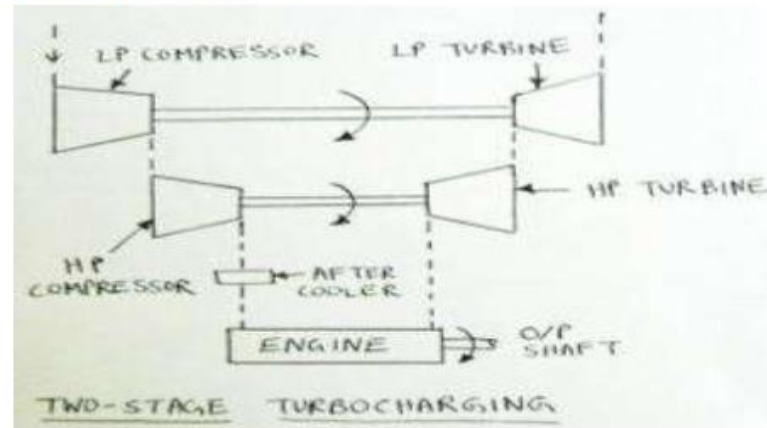 LP COMPRESSOR
LP TURBINE
HP TURBINE
HP
COMPRESSOR
AFTER
COOLER
ENGINE
O/P
SHAFT
TWO-STAGE TURBOCHARGING